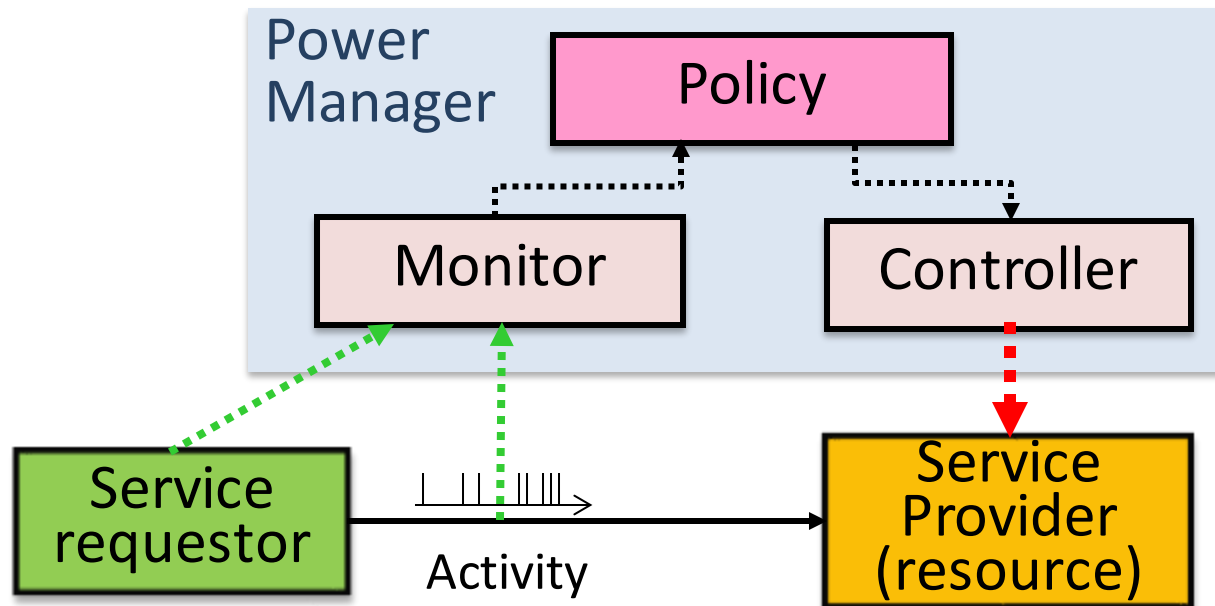 Power
Manager
Policy
Monitor
Controller
Service
requestor
Activity
Service
Provider
(resource)